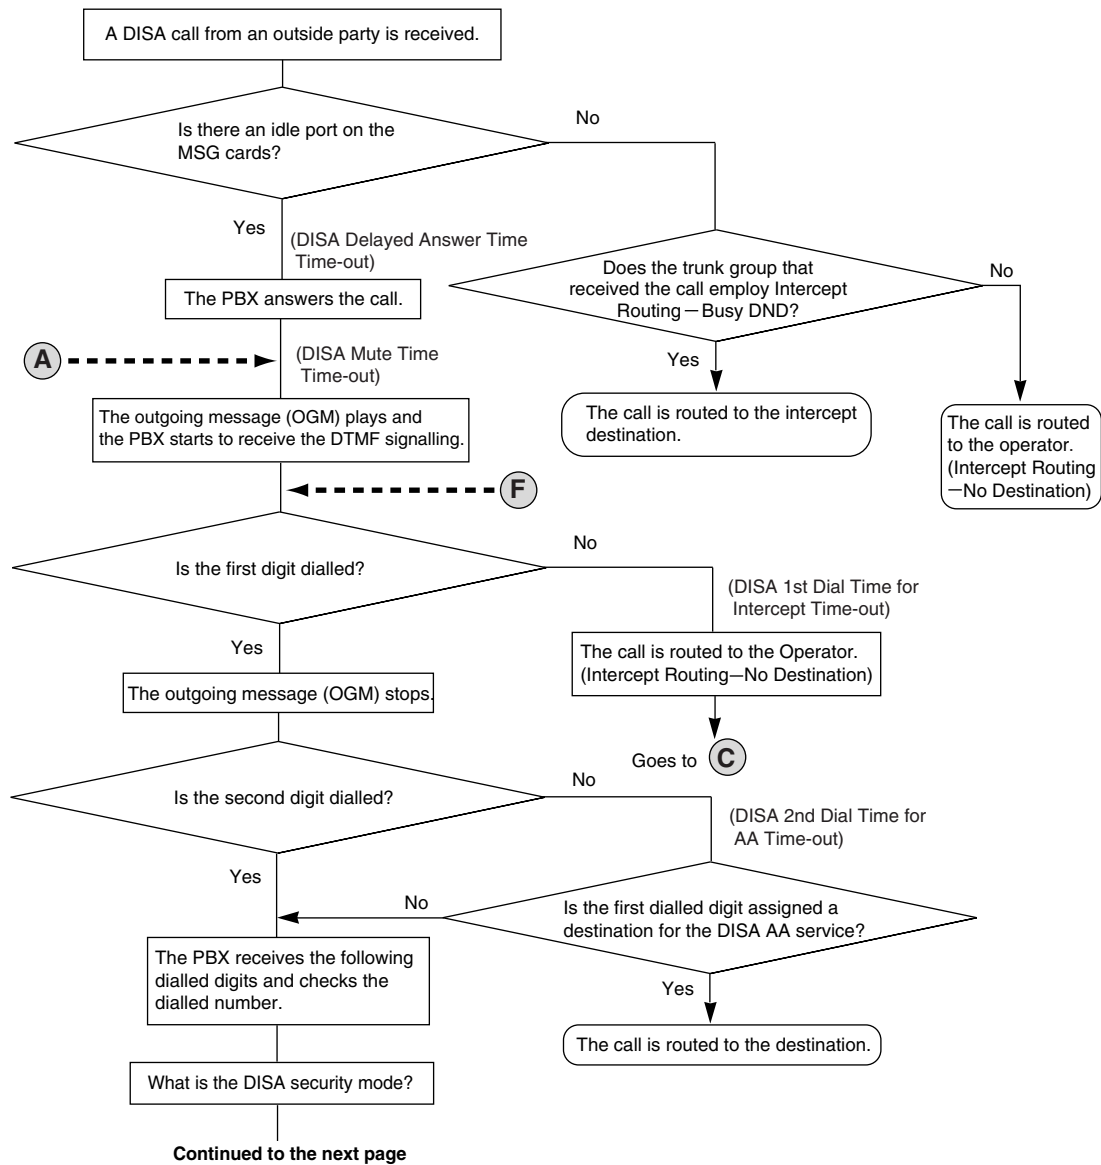 A DISA call from an outside party is received.
Is there an idle port on the
MSG cards?
No
Yes
(DISA Delayed Answer Time
Time-out)
The PBX answers the call.
Does the trunk group that
received the call employ Intercept
Routing—Busy DND?
No
Yes
A
(DISA Mute Time
Time-out)
The call is routed to the intercept
destination.
The call is routed
to the operator.
(Intercept Routing
—No Destination)
The outgoing message (OGM) plays and
the PBX starts to receive the DTMF signalling.
F
Is the first digit dialled?
No
(DISA 1st Dial Time for
Intercept Time-out)
Yes
The call is routed to the Operator.
(Intercept Routing—No Destination)
The outgoing message (OGM) stops.
Goes to C
Is the second digit dialled?
No
(DISA 2nd Dial Time for
AA Time-out)
Yes
No
Is the first dialled digit assigned a
destination for the DISA AA service?
The PBX receives the following
dialled digits and checks the
dialled number.
Yes
The call is routed to the destination.
What is the DISA security mode?
Continued to the next page